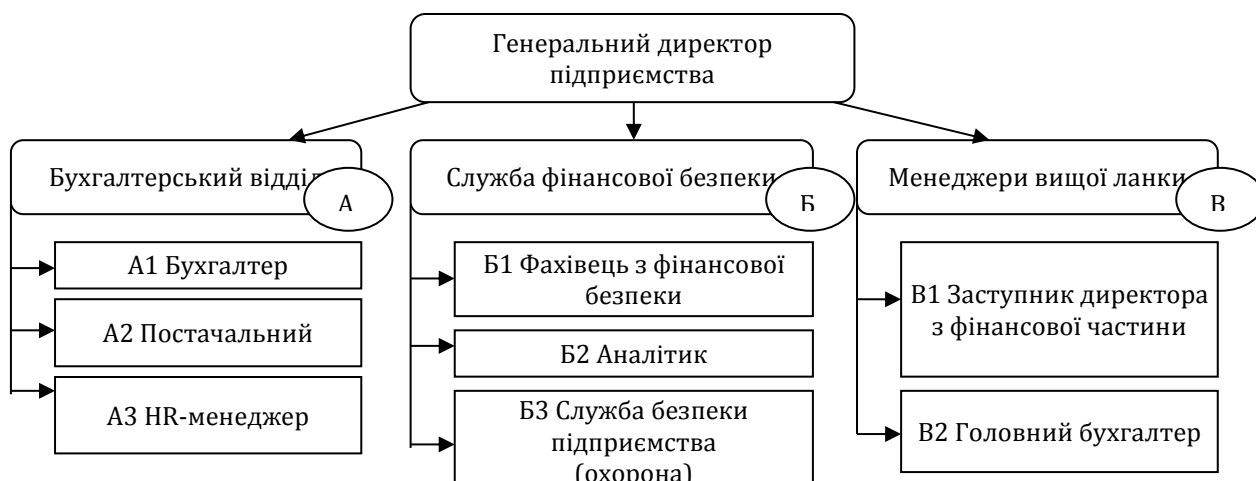 Генеральний директор
підприємства
Бухгалтерський відділ
А
Служба фінансової безпеки
Б
Менеджери вищої ланки
В
А1 Бухгалтер
А2 Постачальний
А3 HR-менеджер
Б1 Фахівець з фінансової
безпеки
Б2 Аналітик
Б3 Служба безпеки
підприємства
(охорона)
В1 Заступник директора
з фінансової частини
В2 Головний бухгалтер